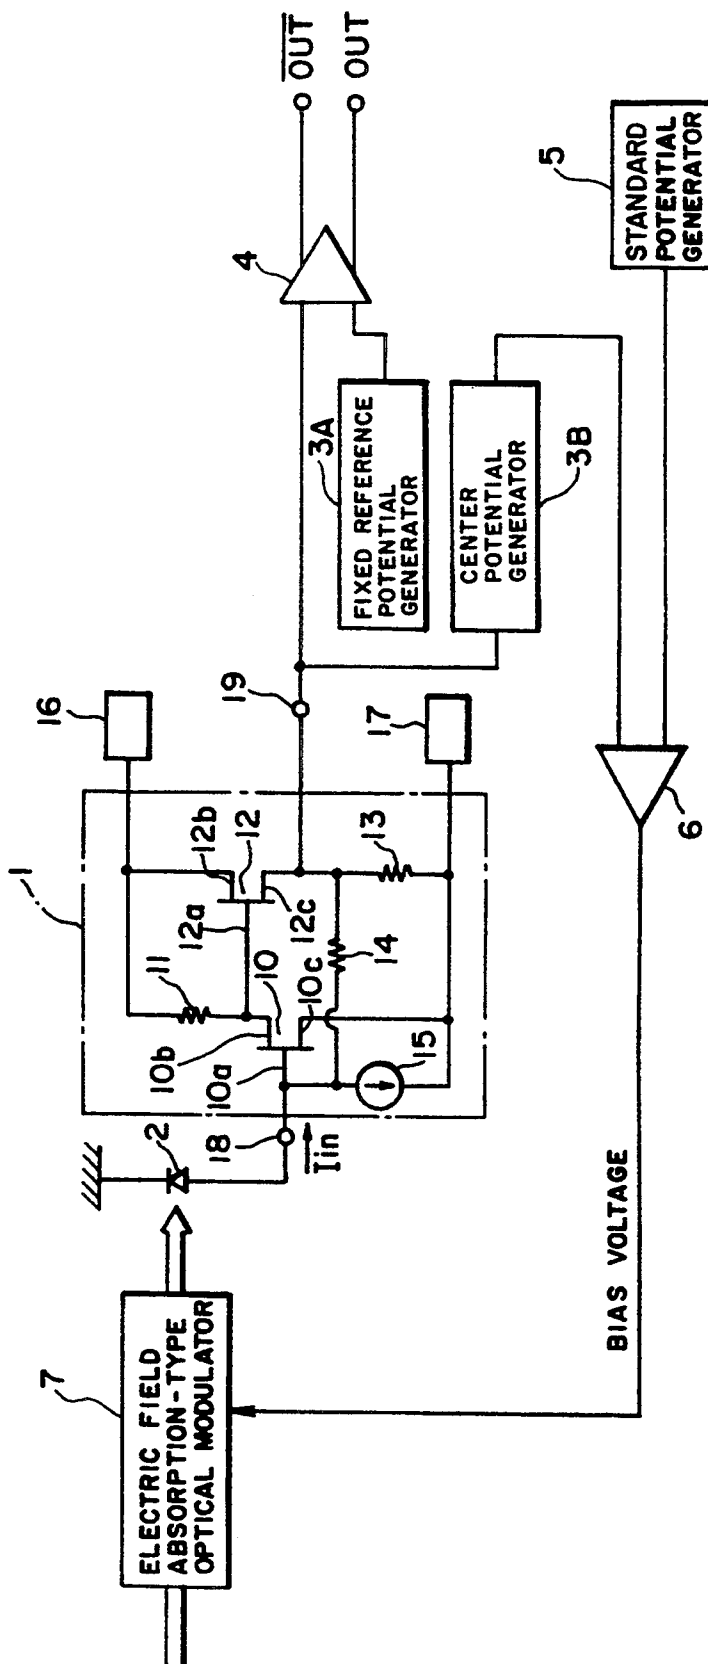 7
ELECTRIC FIELD
ABSORPTION-TYPE
OPTICAL MODULATOR
2
18
Iin
1
11
10b
10
10a
10c
12b
12
12a
12c
14
13
15
16
17
19
3A
FIXED REFERENCE
POTENTIAL
GENERATOR
CENTER
POTENTIAL
GENERATOR
3B
4
OUT
OUT
5
STANDARD
POTENTIAL
GENERATOR
6
BIAS VOLTAGE